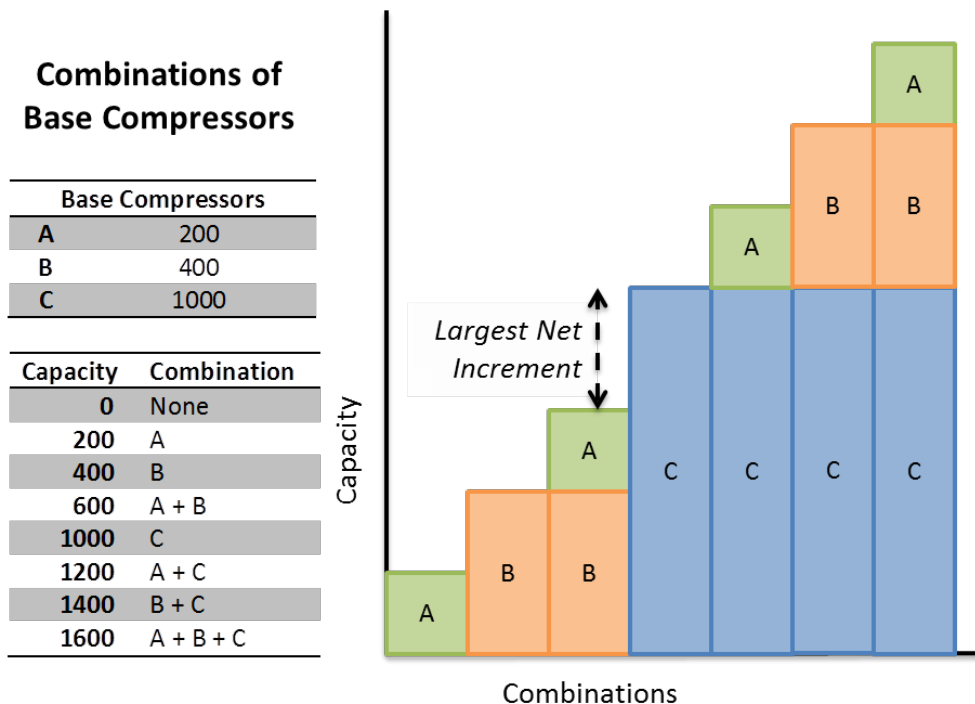 Combinations of
Base Compressors
Base Compressors
A 200
B 400
C 1000
Capacity Combination
0 None
200 A
400 B
600 A + B
1000 C
1200 A + C
1400 B + C
1600 A + B + C
Capacity
Largest Net
Increment
A
B B
A
B
A
B
A
C C C C
B
A
Combinations